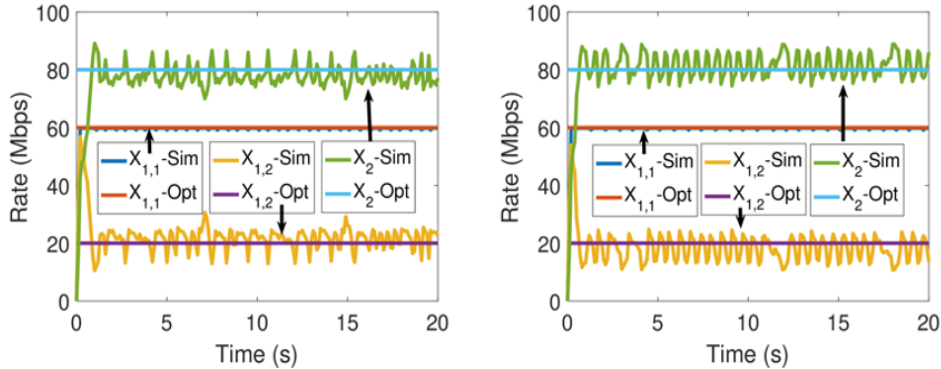 100
80
60
40
20
0
Rate (Mbps)
X1,1-Sim
X1,1-Opt
X1,2-Sim
X1,2-Opt
X2-Sim
X2-Opt
0 5 10 15 20
Time (s)
100
80
60
40
20
0
Rate (Mbps)
X1,1-Sim
X1,1-Opt
X1,2-Sim
X1,2-Opt
X2-Sim
X2-Opt
0 5 10 15 20
Time (s)